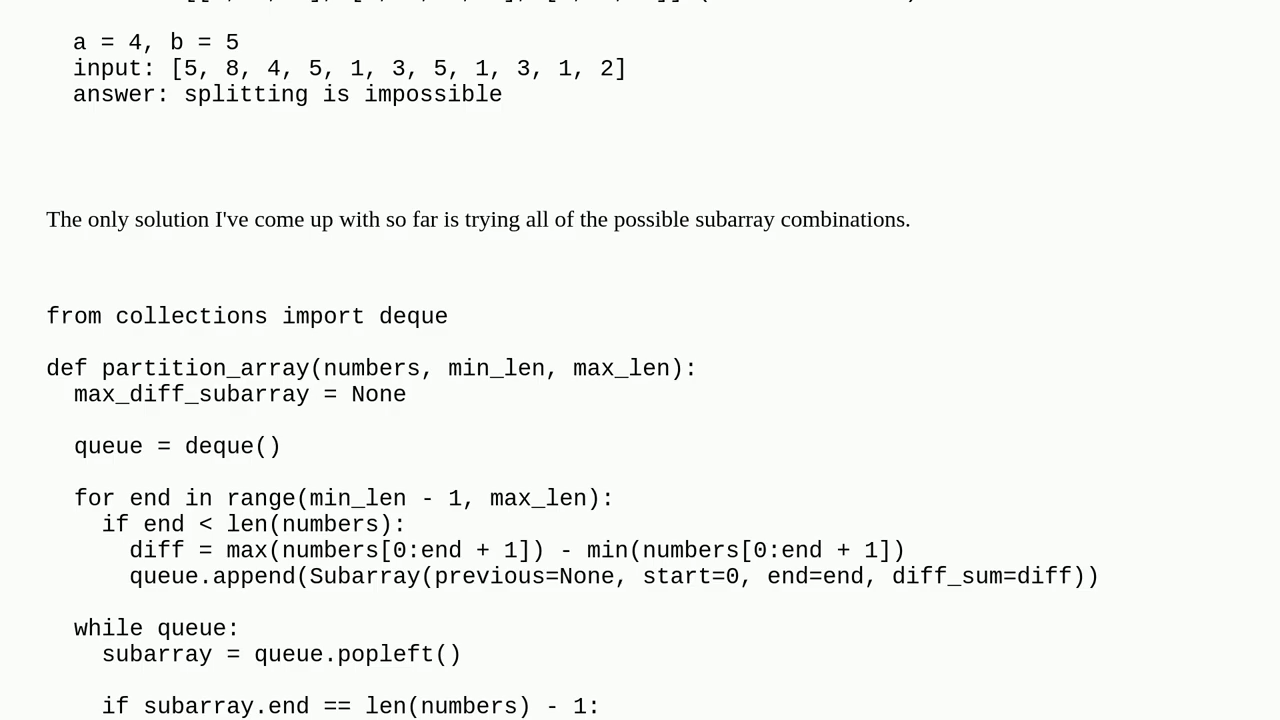 a = 4, b = 5
input: [5, 8, 4, 5, 1, 3, 5, 1, 3, 1, 2]
answer: splitting is impossible
The only solution I've come up with so far is trying all of the possible subarray combinations.
from collections import deque
def partition_array(numbers, min_len, max_len):
  max_diff_subarray = None
  queue = deque()
  for end in range(min_len - 1, max_len):
    if end < len(numbers):
      diff = max(numbers[0:end + 1]) - min(numbers[0:end + 1])
      queue.append(Subarray(previous=None, start=0, end=end, diff_sum=diff))
  while queue:
    subarray = queue.popleft()
    if subarray.end == len(numbers) - 1: